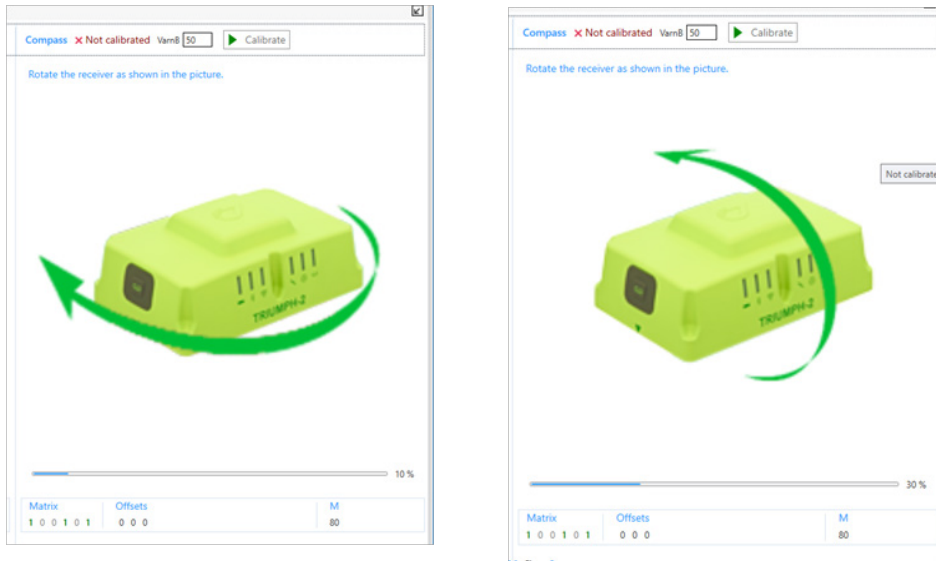 Compass × Not calibrated VarnB 50 Calibrate
Rotate the receiver as shown in the picture.
TRIUMPH-2
10 %
Matrix Offsets M
1 0 0 1 0 1 0 0 0 80
Compass × Not calibrated VarnB 50 Calibrate
Rotate the receiver as shown in the picture.
Not calibrate
TRIUMPH-2
30 %
Matrix Offsets M
1 0 0 1 0 1 0 0 0 80